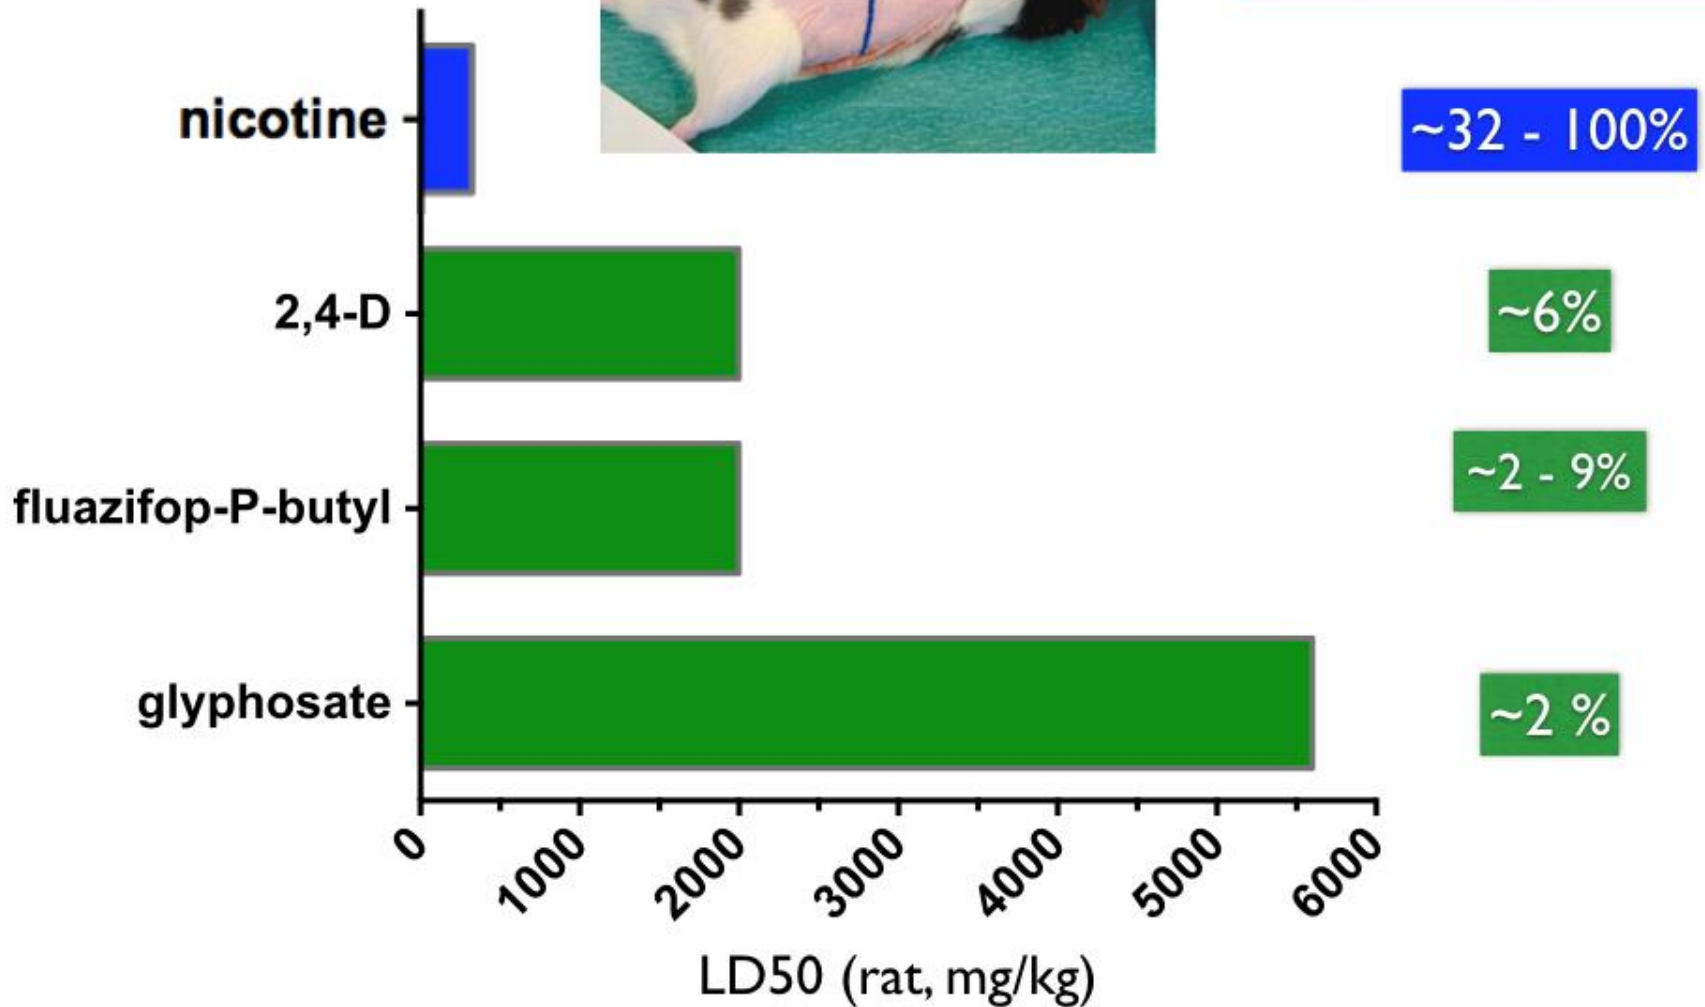 nicotine
~32 - 100%
2,4-D
~6%
fluazifop-P-butyl
~2 - 9%
glyphosate
~2 %
0 1000 2000 3000 4000 5000 6000
LD50 (rat, mg/kg)